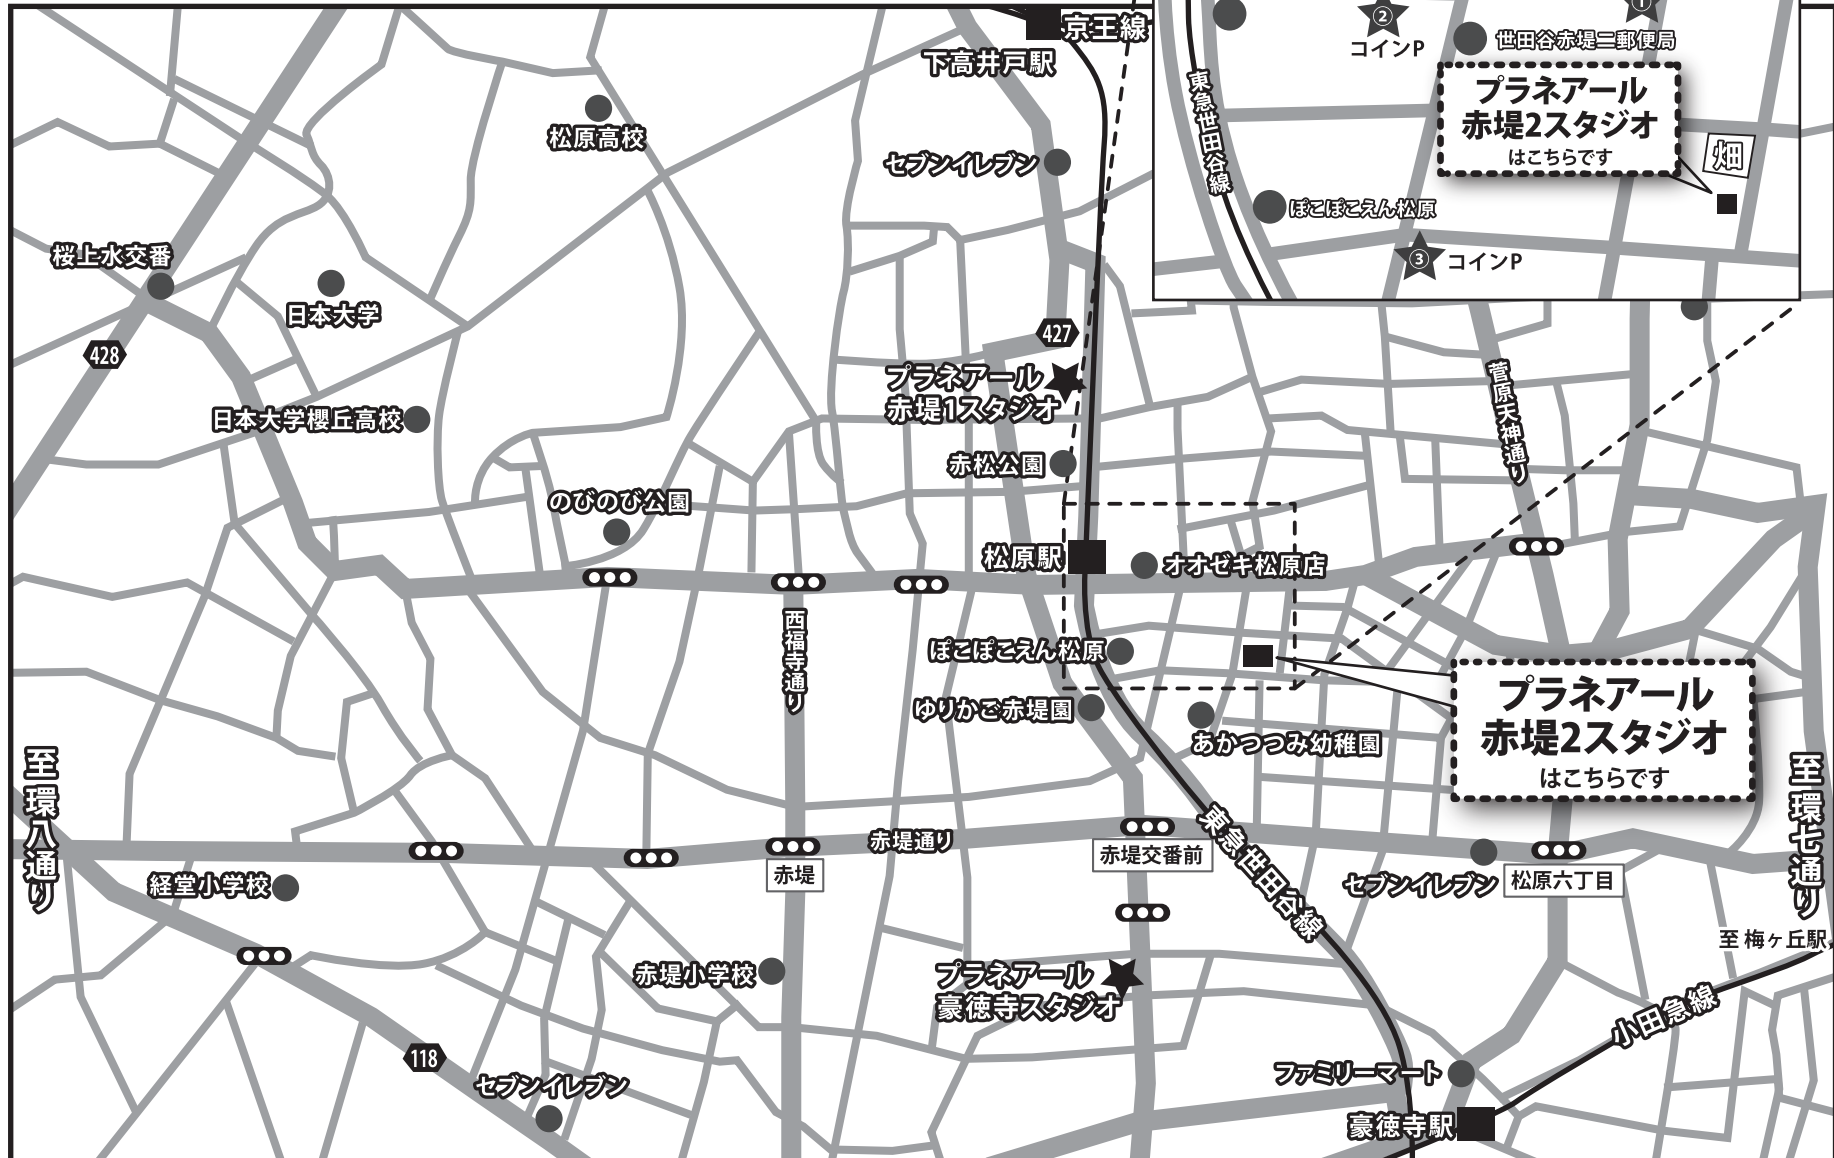 京王線
下高井戸駅
②
コインP
①
世田谷赤堤二郵便局
プラネアール
赤堤2スタジオ
はこちらです
東急世田谷線
畑
ぽこぽこえん松原
③
コインP
松原高校
セブンイレブン
桜上水交番
日本大学
428
427
プラネアール
赤堤1スタジオ
菅原天神通り
日本大学櫻丘高校
赤松公園
のびのび公園
松原駅
オオゼキ松原店
西福寺通り
ぽこぽこえん松原
ゆりかご赤堤園
あかつつみ幼稚園
プラネアール
赤堤2スタジオ
はこちらです
至環八通り
至環七通り
赤堤通り
東急世田谷線
赤堤
赤堤交番前
経堂小学校
セブンイレブン
松原六丁目
至 梅ヶ丘駅
赤堤小学校
プラネアール
豪徳寺スタジオ
小田急線
118
セブンイレブン
ファミリーマート
豪徳寺駅